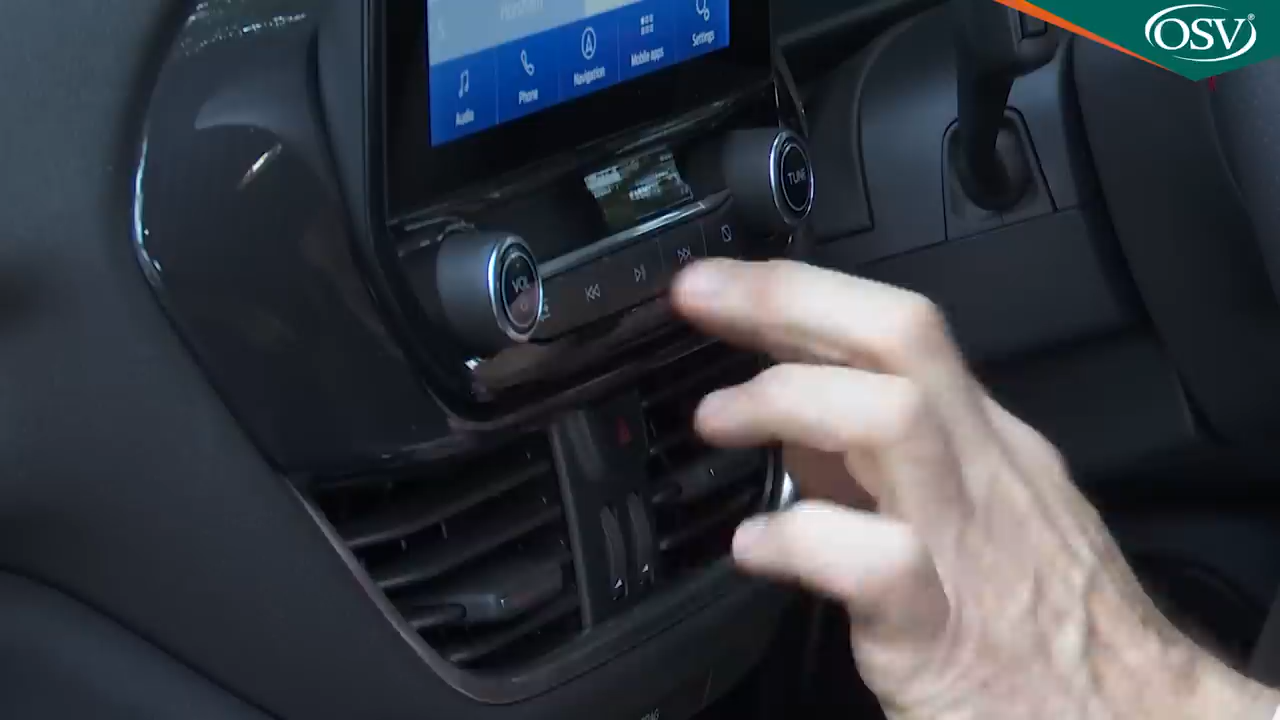 OSV
Audio
Phone
Navigation
Mobile apps
Settings
TUNE
VOL